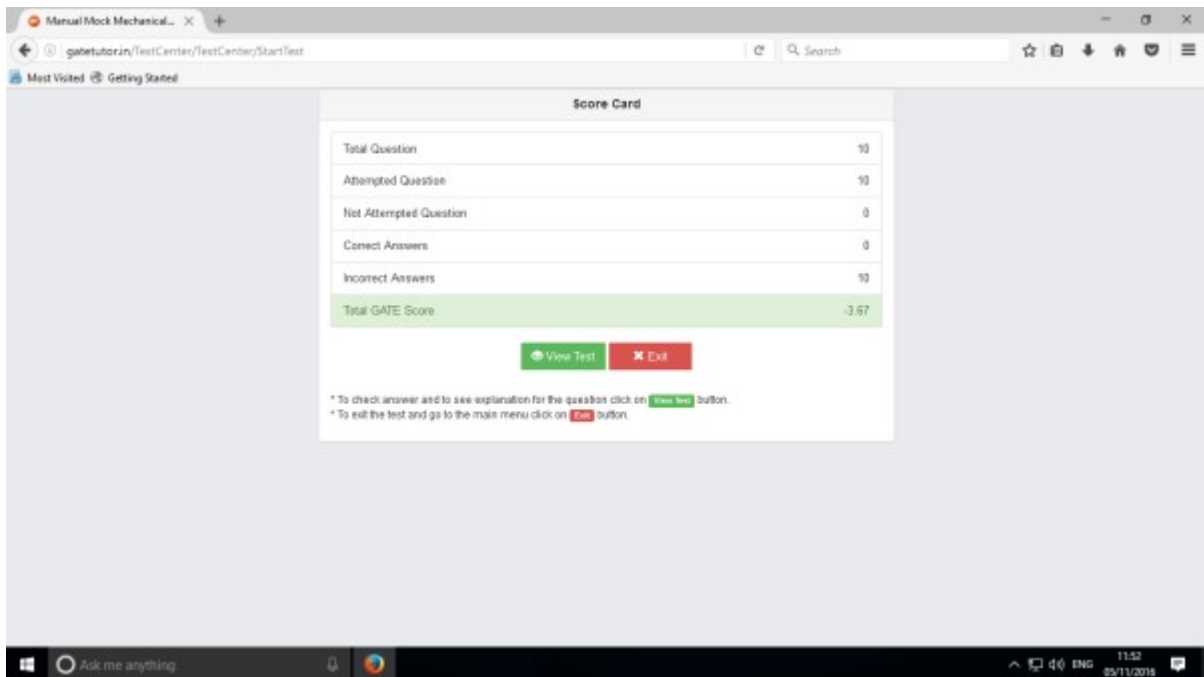 Manual Mock Mechanical...
gatetutor.in/TestCenter/TestCenter/StartTest
Search
Most Visited Getting Started
Score Card
Total Question 10
Attempted Question 10
Not Attempted Question 0
Correct Answers 0
Incorrect Answers 10
Total GATE Score -3.67
View Test Exit
* To check answer and to see explanation for the question click on View Test button.
* To exit the test and go to the main menu click on Exit button.
Ask me anything
ENG
11:52
05/11/2016